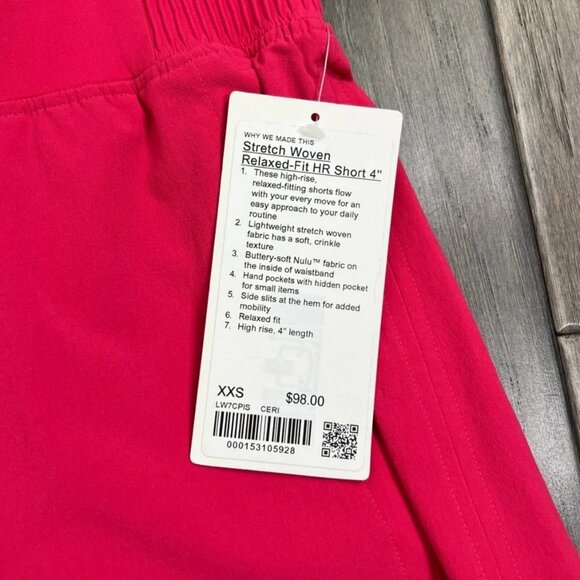 WHY WE MADE THIS
Stretch Woven
Relaxed-Fit HR Short 4"
1. These high-rise,
relaxed-fitting shorts flow
with your every move for an
easy approach to your daily
routine
2. Lightweight stretch woven
fabric has a soft, crinkle
texture
3. Buttery-soft Nulu™ fabric on
the inside of waistband
4. Hand pockets with hidden pocket
for small items
5. Side slits at the hem for added
mobility
6. Relaxed fit
7. High rise, 4" length
XXS $98.00
LW7CPIS CERI
000153105928